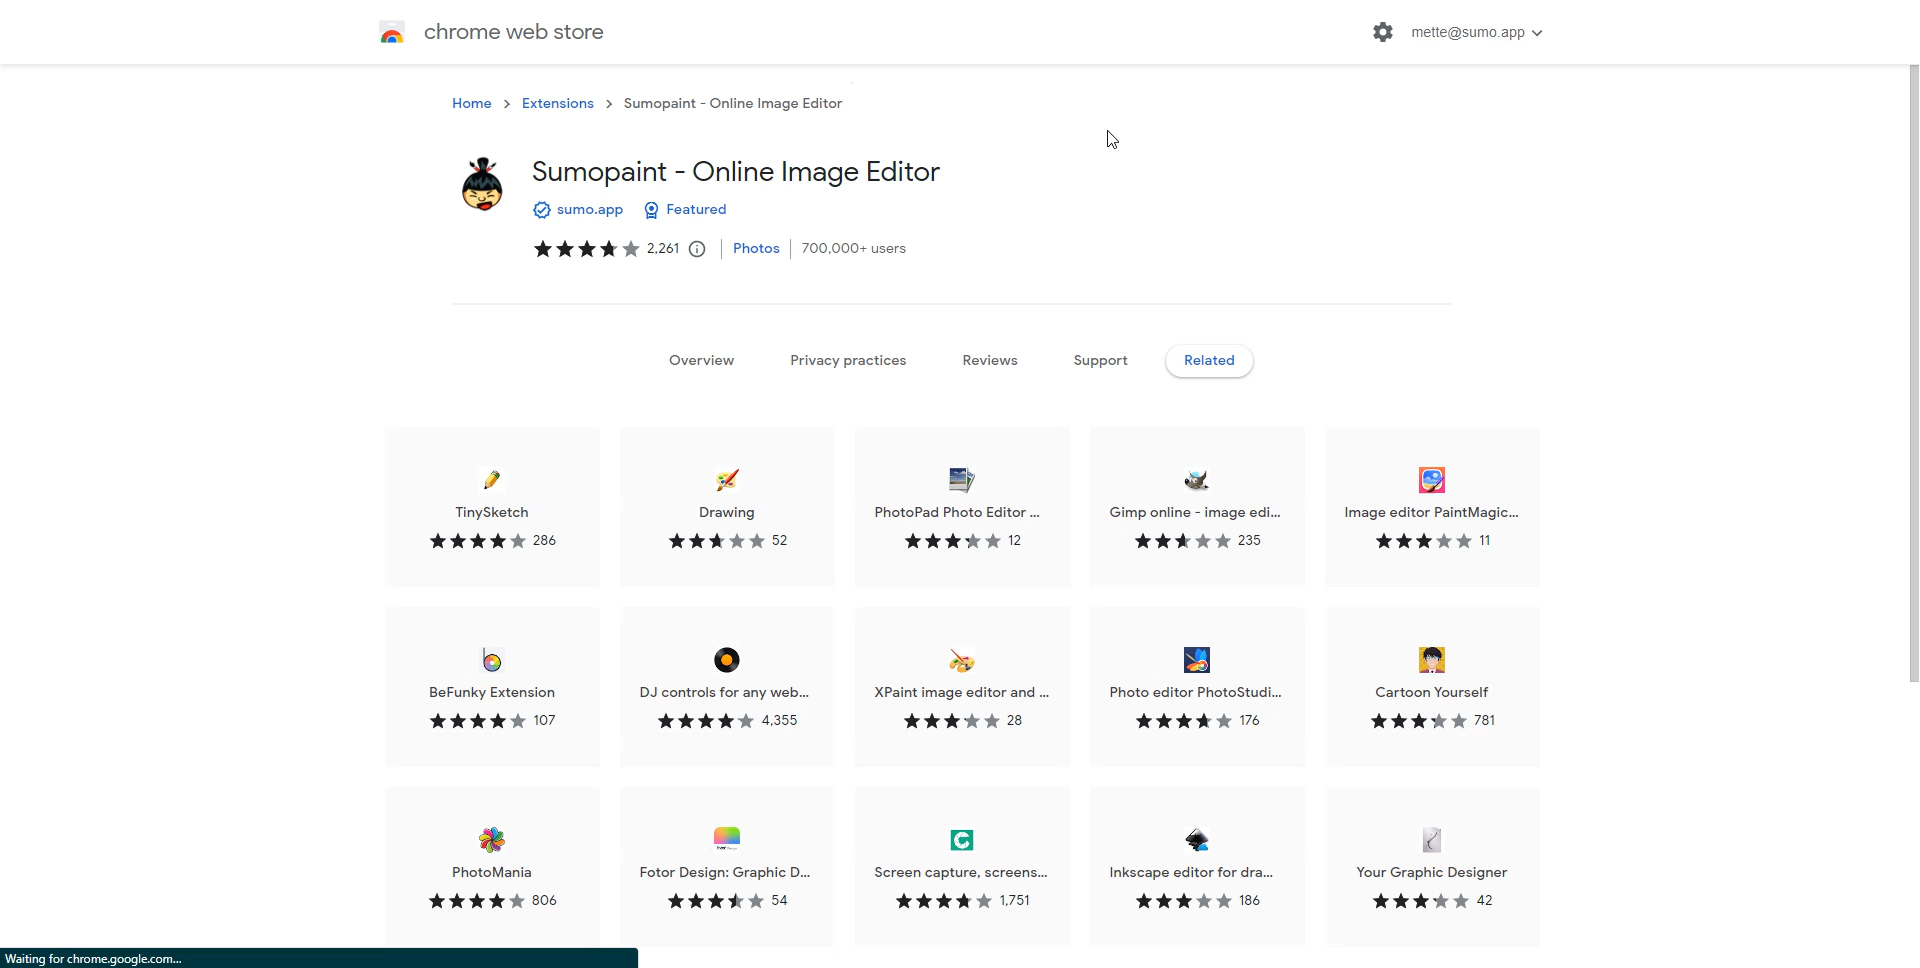 chrome web store
mette@sumo.app
Home > Extensions > Sumopaint - Online Image Editor
Sumopaint - Online Image Editor
sumo.app Featured
2,261 Photos 700,000+ users
Overview Privacy practices Reviews Support Related
TinySketch Drawing PhotoPad Photo Editor ... Gimp online - image edi... Image editor PaintMagic...
286 52 12 235 11
BeFunky Extension DJ controls for any web... XPaint image editor and ... Photo editor PhotoStudi... Cartoon Yourself
107 4,355 28 176 781
PhotoMania Fotor Design: Graphic D... Screen capture, screens... Inkscape editor for dra... Your Graphic Designer
806 54 1,751 186 42
Waiting for chrome.google.com...